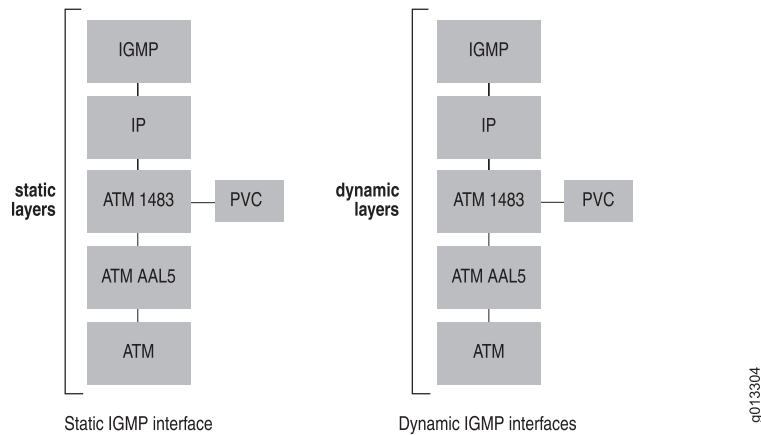 IGMP
IP
static
layers
ATM 1483
PVC
ATM AAL5
ATM
Static IGMP interface
IGMP
IP
dynamic
layers
ATM 1483
PVC
ATM AAL5
ATM
Dynamic IGMP interfaces
g013304